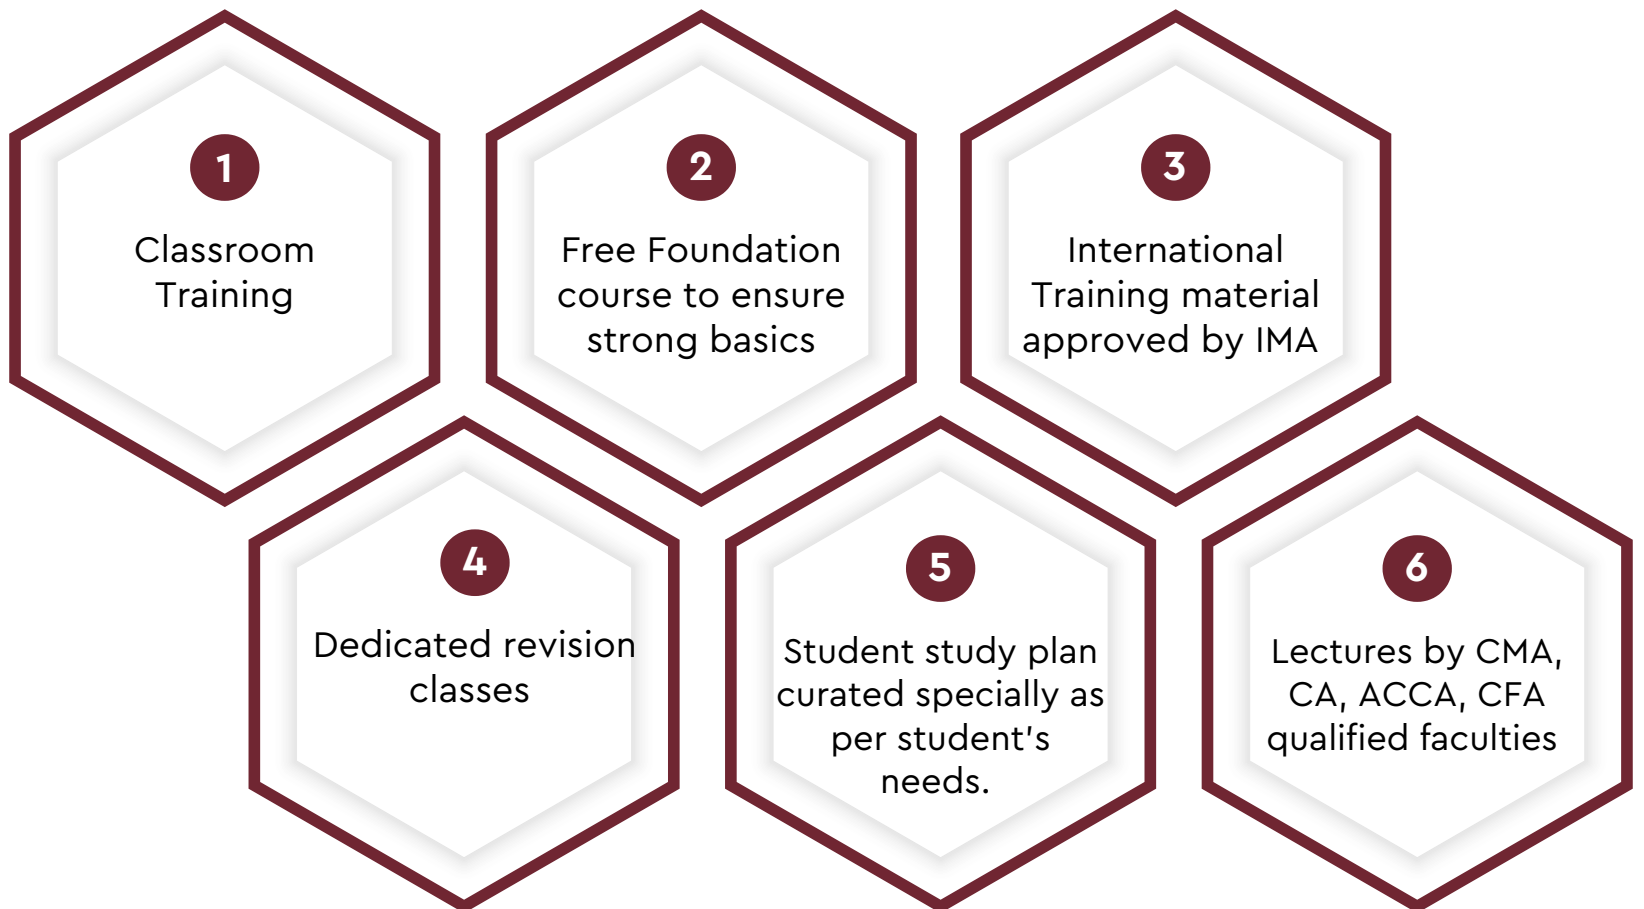 1
Classroom
Training
2
Free Foundation
course to ensure
strong basics
3
International
Training material
approved by IMA
4
Dedicated revision
classes
5
Student study plan
curated specially as
per student's
needs.
6
Lectures by CMA,
CA, ACCA, CFA
qualified faculties